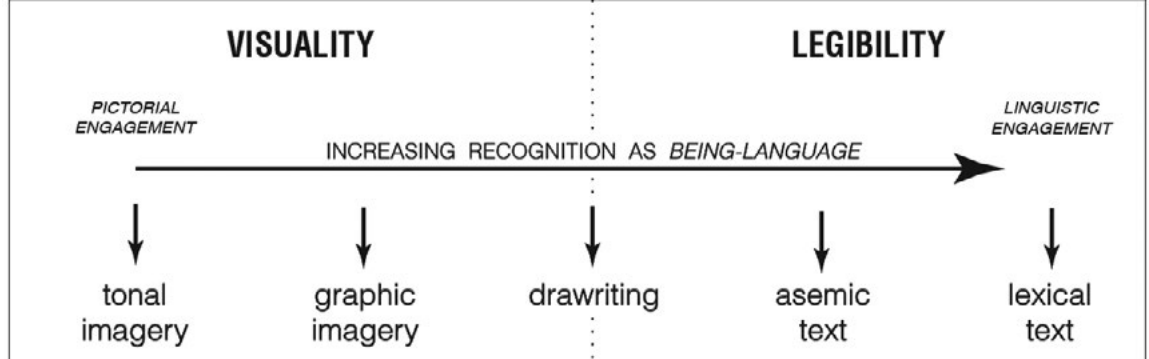 VISUALITY
LEGIBILITY
PICTORIAL
ENGAGEMENT
LINGUISTIC
ENGAGEMENT
INCREASING RECOGNITION AS BEING-LANGUAGE
tonal
imagery
graphic
imagery
drawriting
asemic
text
lexical
text